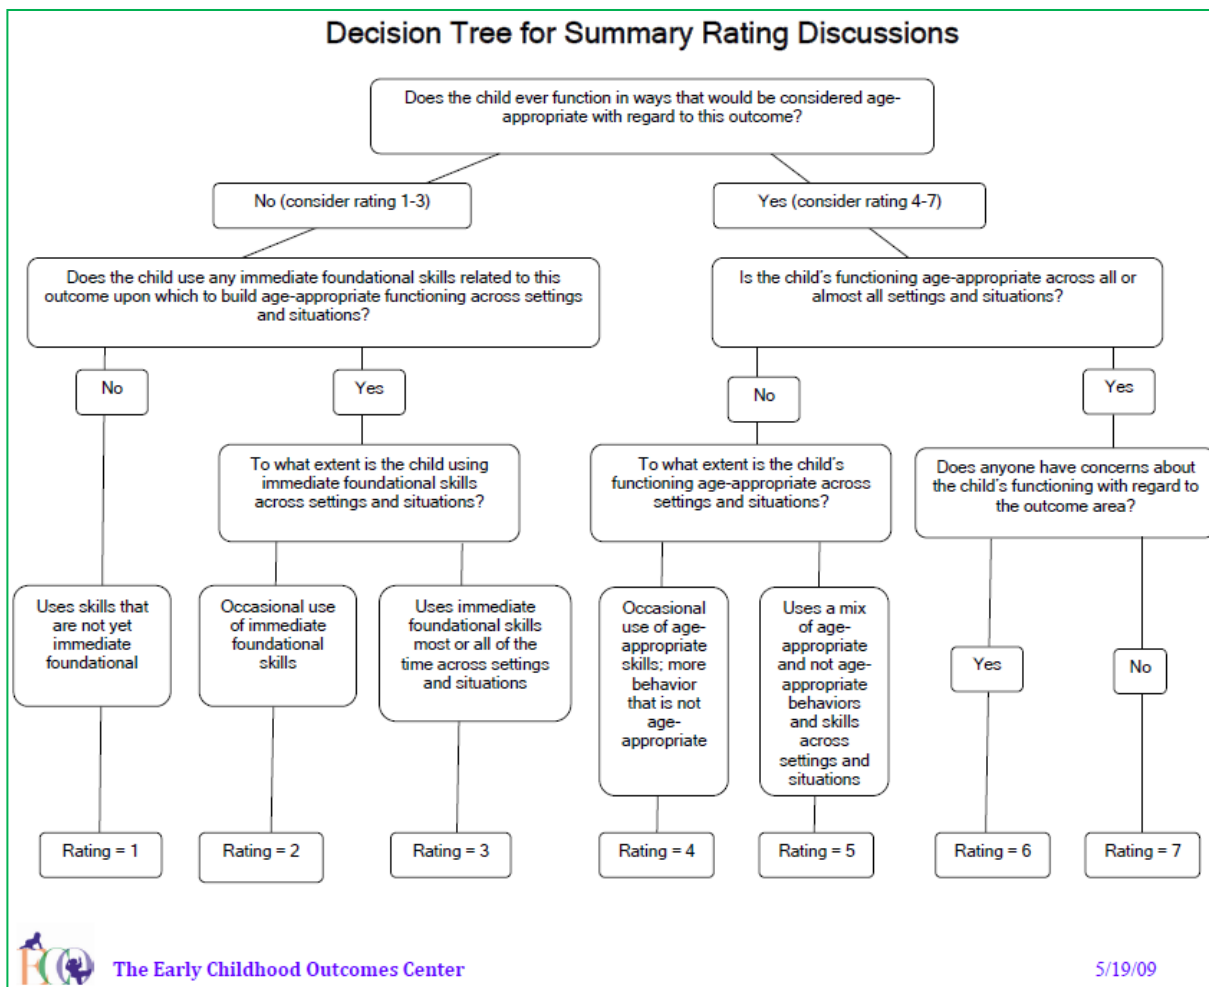 Decision Tree for Summary Rating Discussions
Does the child ever function in ways that would be considered age-
appropriate with regard to this outcome?
No (consider rating 1-3)
Yes (consider rating 4-7)
Does the child use any immediate foundational skills related to this
outcome upon which to build age-appropriate functioning across settings
and situations?
Is the child's functioning age-appropriate across all or
almost all settings and situations?
No
Yes
No
Yes
To what extent is the child using
immediate foundational skills
across settings and situations?
To what extent is the child's
functioning age-appropriate across
settings and situations?
Does anyone have concerns about
the child's functioning with regard to
the outcome area?
Uses skills that
are not yet
immediate
foundational
Occasional use
of immediate
foundational
skills
Uses immediate
foundational skills
most or all of the
time across settings
and situations
Occasional
use of age-
appropriate
skills; more
behavior
that is not
age-
appropriate
Uses a mix
of age-
appropriate
and not age-
appropriate
behaviors
and skills
across
settings and
situations
Yes
No
Rating = 1
Rating = 2
Rating = 3
Rating = 4
Rating = 5
Rating = 6
Rating = 7
ECO
The Early Childhood Outcomes Center
5/19/09